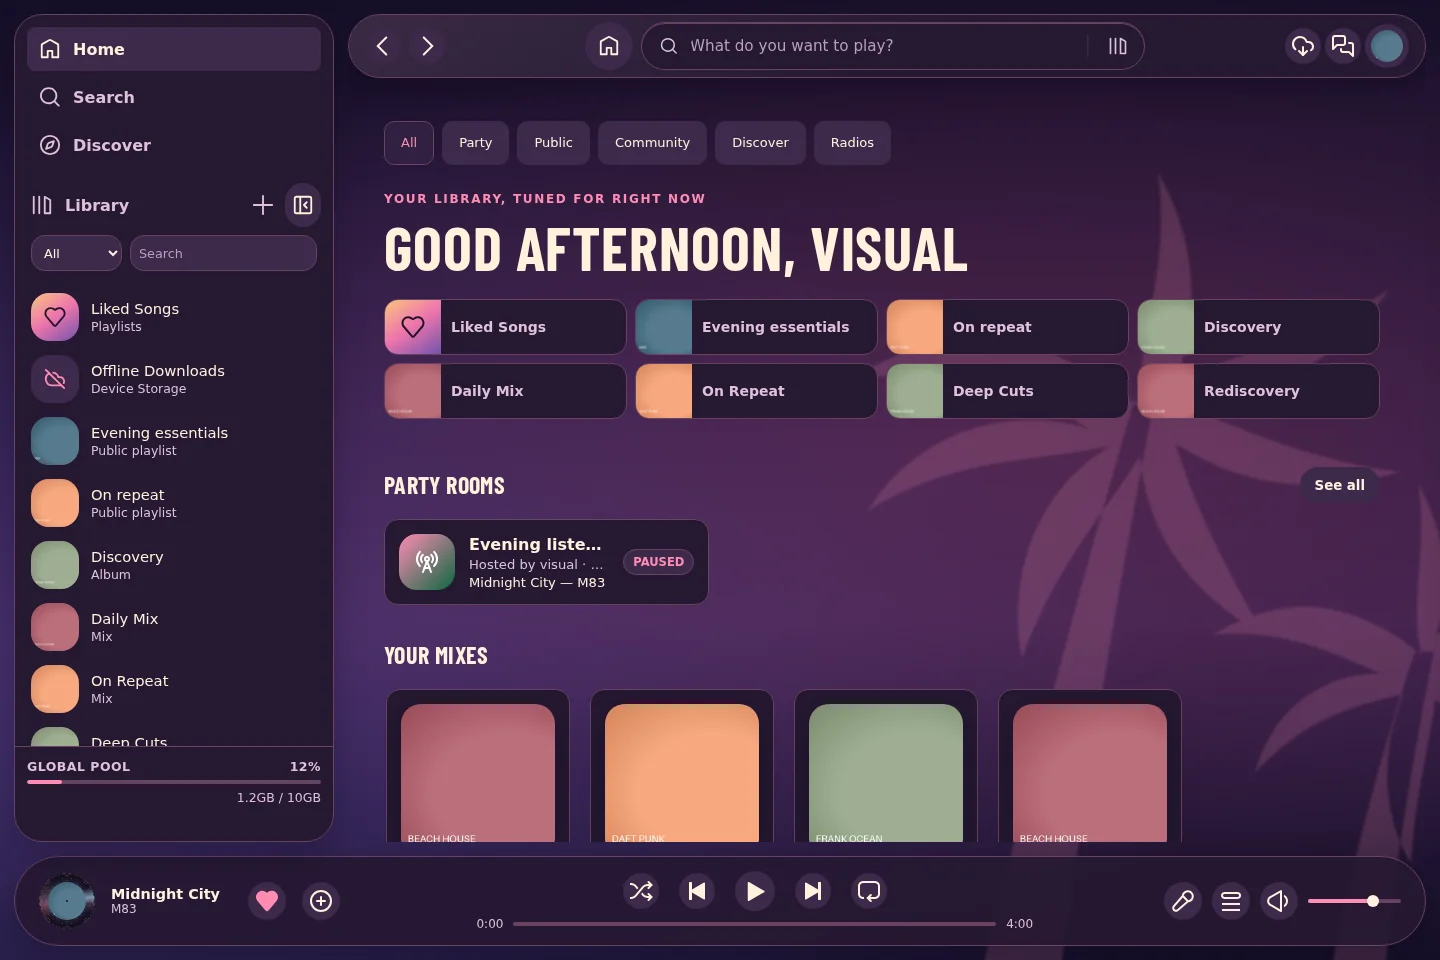 Home
Search
Discover
Library
All
Search
Liked Songs
Playlists
Offline Downloads
Device Storage
Evening essentials
Public playlist
On repeat
Public playlist
Discovery
Album
Daily Mix
Mix
On Repeat
Mix
Deep Cuts
GLOBAL POOL 12%
1.2GB / 10GB
What do you want to play?
All Party Public Community Discover Radios
YOUR LIBRARY, TUNED FOR RIGHT NOW
GOOD AFTERNOON, VISUAL
Liked Songs Evening essentials On repeat Discovery
Daily Mix On Repeat Deep Cuts Rediscovery
PARTY ROOMS See all
Evening liste...
Hosted by visual · ...
Midnight City — M83
PAUSED
YOUR MIXES
BEACH HOUSE DAFT PUNK FRANK OCEAN BEACH HOUSE
Midnight City
M83
0:00 4:00